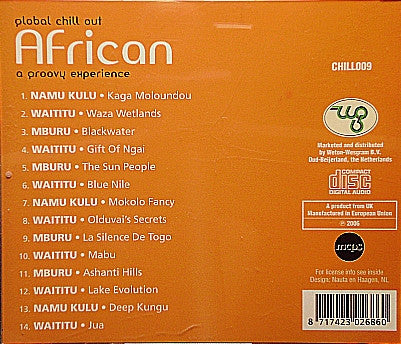 global chill out
African
a groovy experience
1. NAMU KULU • Kaga Moloundou
2. WAITITU • Waza Wetlands
3. MBURU • Blackwater
4. WAITITU • Gift Of Ngai
5. MBURU • The Sun People
6. WAITITU • Blue Nile
7. NAMU KULU • Mokolo Fancy
8. WAITITU • Olduvai's Secrets
9. MBURU • La Silence De Togo
10. WAITITU • Mabu
11. MBURU • Ashanti Hills
12. WAITITU • Lake Evolution
13. NAMU KULU • Deep Kungu
14. WAITITU • Jua
CHILL009
wg
Marketed and distributed
by Weton-Wesgram B.V.
Oud-Beijerland, the Netherlands
COMPACT
disc
DIGITAL AUDIO
A product from UK
Manufactured in European Union
℗ 2006
mcps
For license info see inside
Design: Nauta en Haagen, NL
8 717423 026860